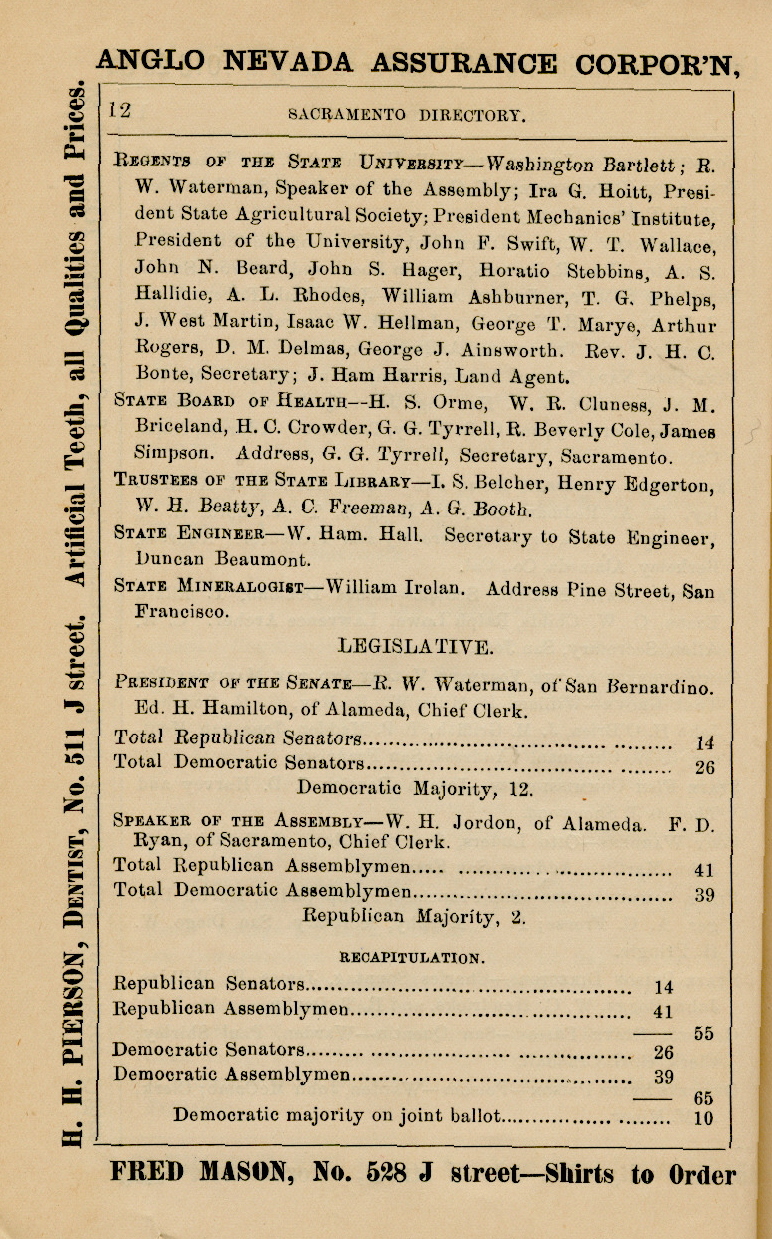 ANGLO NEVADA ASSURANCE CORPOR'N,
H. H. PIERSON, DENTIST, No. 511 J street. Artificial Teeth, all Qualities and Prices.
12 SACRAMENTO DIRECTORY.
REGENTS OF THE STATE UNIVERSITY—Washington Bartlett; R.
W. Waterman, Speaker of the Assembly; Ira G. Hoitt, Presi-
dent State Agricultural Society; President Mechanics' Institute,
President of the University, John F. Swift, W. T. Wallace,
John N. Beard, John S. Hager, Horatio Stebbins, A. S.
Hallidie, A. L. Rhodes, William Ashburner, T. G. Phelps,
J. West Martin, Isaac W. Hellman, George T. Marye, Arthur
Rogers, D. M. Delmas, George J. Ainsworth. Rev. J. H. C.
Bonte, Secretary; J. Ham Harris, Land Agent.
STATE BOARD OF HEALTH--H. S. Orme, W. R. Cluness, J. M.
Briceland, H. C. Crowder, G. G. Tyrrell, R. Beverly Cole, James
Simpson. Address, G. G. Tyrrell, Secretary, Sacramento.
TRUSTEES OF THE STATE LIBRARY—I. S. Belcher, Henry Edgerton,
W. H. Beatty, A. C. Freeman, A. G. Booth.
STATE ENGINEER—W. Ham. Hall. Secretary to State Engineer,
Duncan Beaumont.
STATE MINERALOGIST—William Irelan. Address Pine Street, San
Francisco.
LEGISLATIVE.
PRESIDENT OF THE SENATE—R. W. Waterman, of San Bernardino.
Ed. H. Hamilton, of Alameda, Chief Clerk.
Total Republican Senators........................................ 14
Total Democratic Senators........................................ 26
Democratic Majority, 12.
SPEAKER OF THE ASSEMBLY—W. H. Jordon, of Alameda. F. D.
Ryan, of Sacramento, Chief Clerk.
Total Republican Assemblymen........................................ 41
Total Democratic Assemblymen........................................ 39
Republican Majority, 2.
RECAPITULATION.
Republican Senators........................................ 14
Republican Assemblymen........................................ 41
—— 55
Democratic Senators........................................ 26
Democratic Assemblymen........................................ 39
—— 65
Democratic majority on joint ballot........................ 10
FRED MASON, No. 528 J street—Shirts to Order